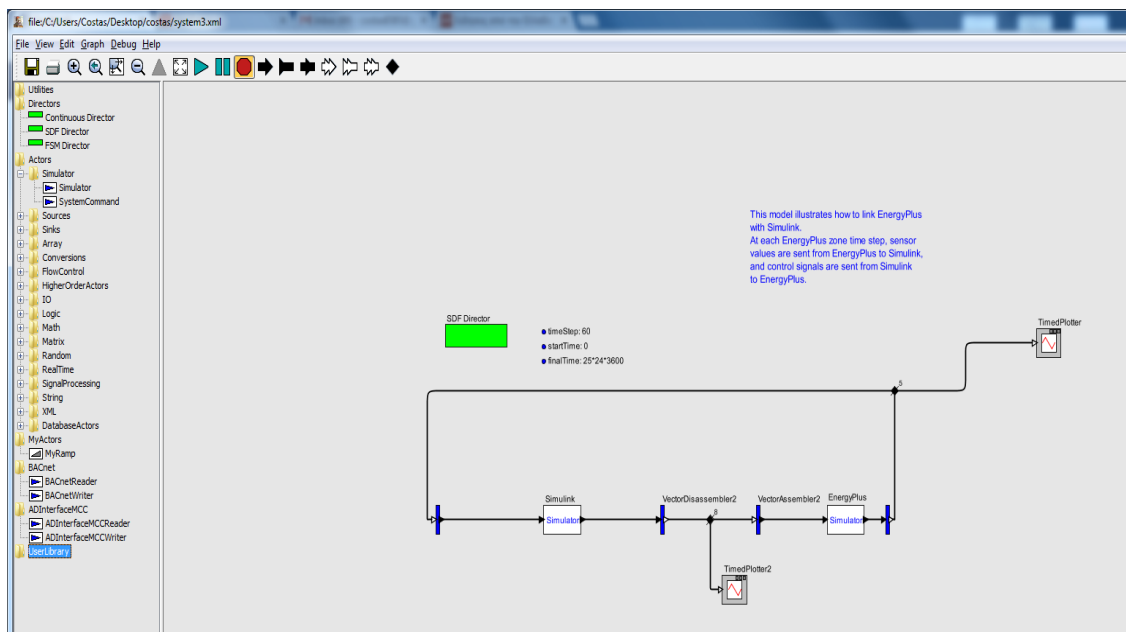 file:/C:/Users/Costas/Desktop/costas/system3.xml
File View Edit Graph Debug Help
Utilities
Directors
Continuous Director
SDF Director
FSM Director
Actors
Simulator
Simulator
SystemCommand
Sources
Sinks
Array
Conversions
FlowControl
HigherOrderActors
IO
Logic
Math
Matrix
Random
RealTime
SignalProcessing
String
XML
DatabaseActors
MyActors
MyRamp
BACnet
BACnetReader
BACnetWriter
ADInterfaceMCC
ADInterfaceMCCReader
ADInterfaceMCCWriter
UserLibrary
This model illustrates how to link EnergyPlus
with Simulink.
At each EnergyPlus zone time step, sensor
values are sent from EnergyPlus to Simulink,
and control signals are sent from Simulink
to EnergyPlus.
SDF Director
timeStep: 60
startTime: 0
finalTime: 25*24*3600
TimedPlotter
5
Simulink
Simulator
VectorDisassembler2
8
VectorAssembler2
EnergyPlus
Simulator
TimedPlotter2